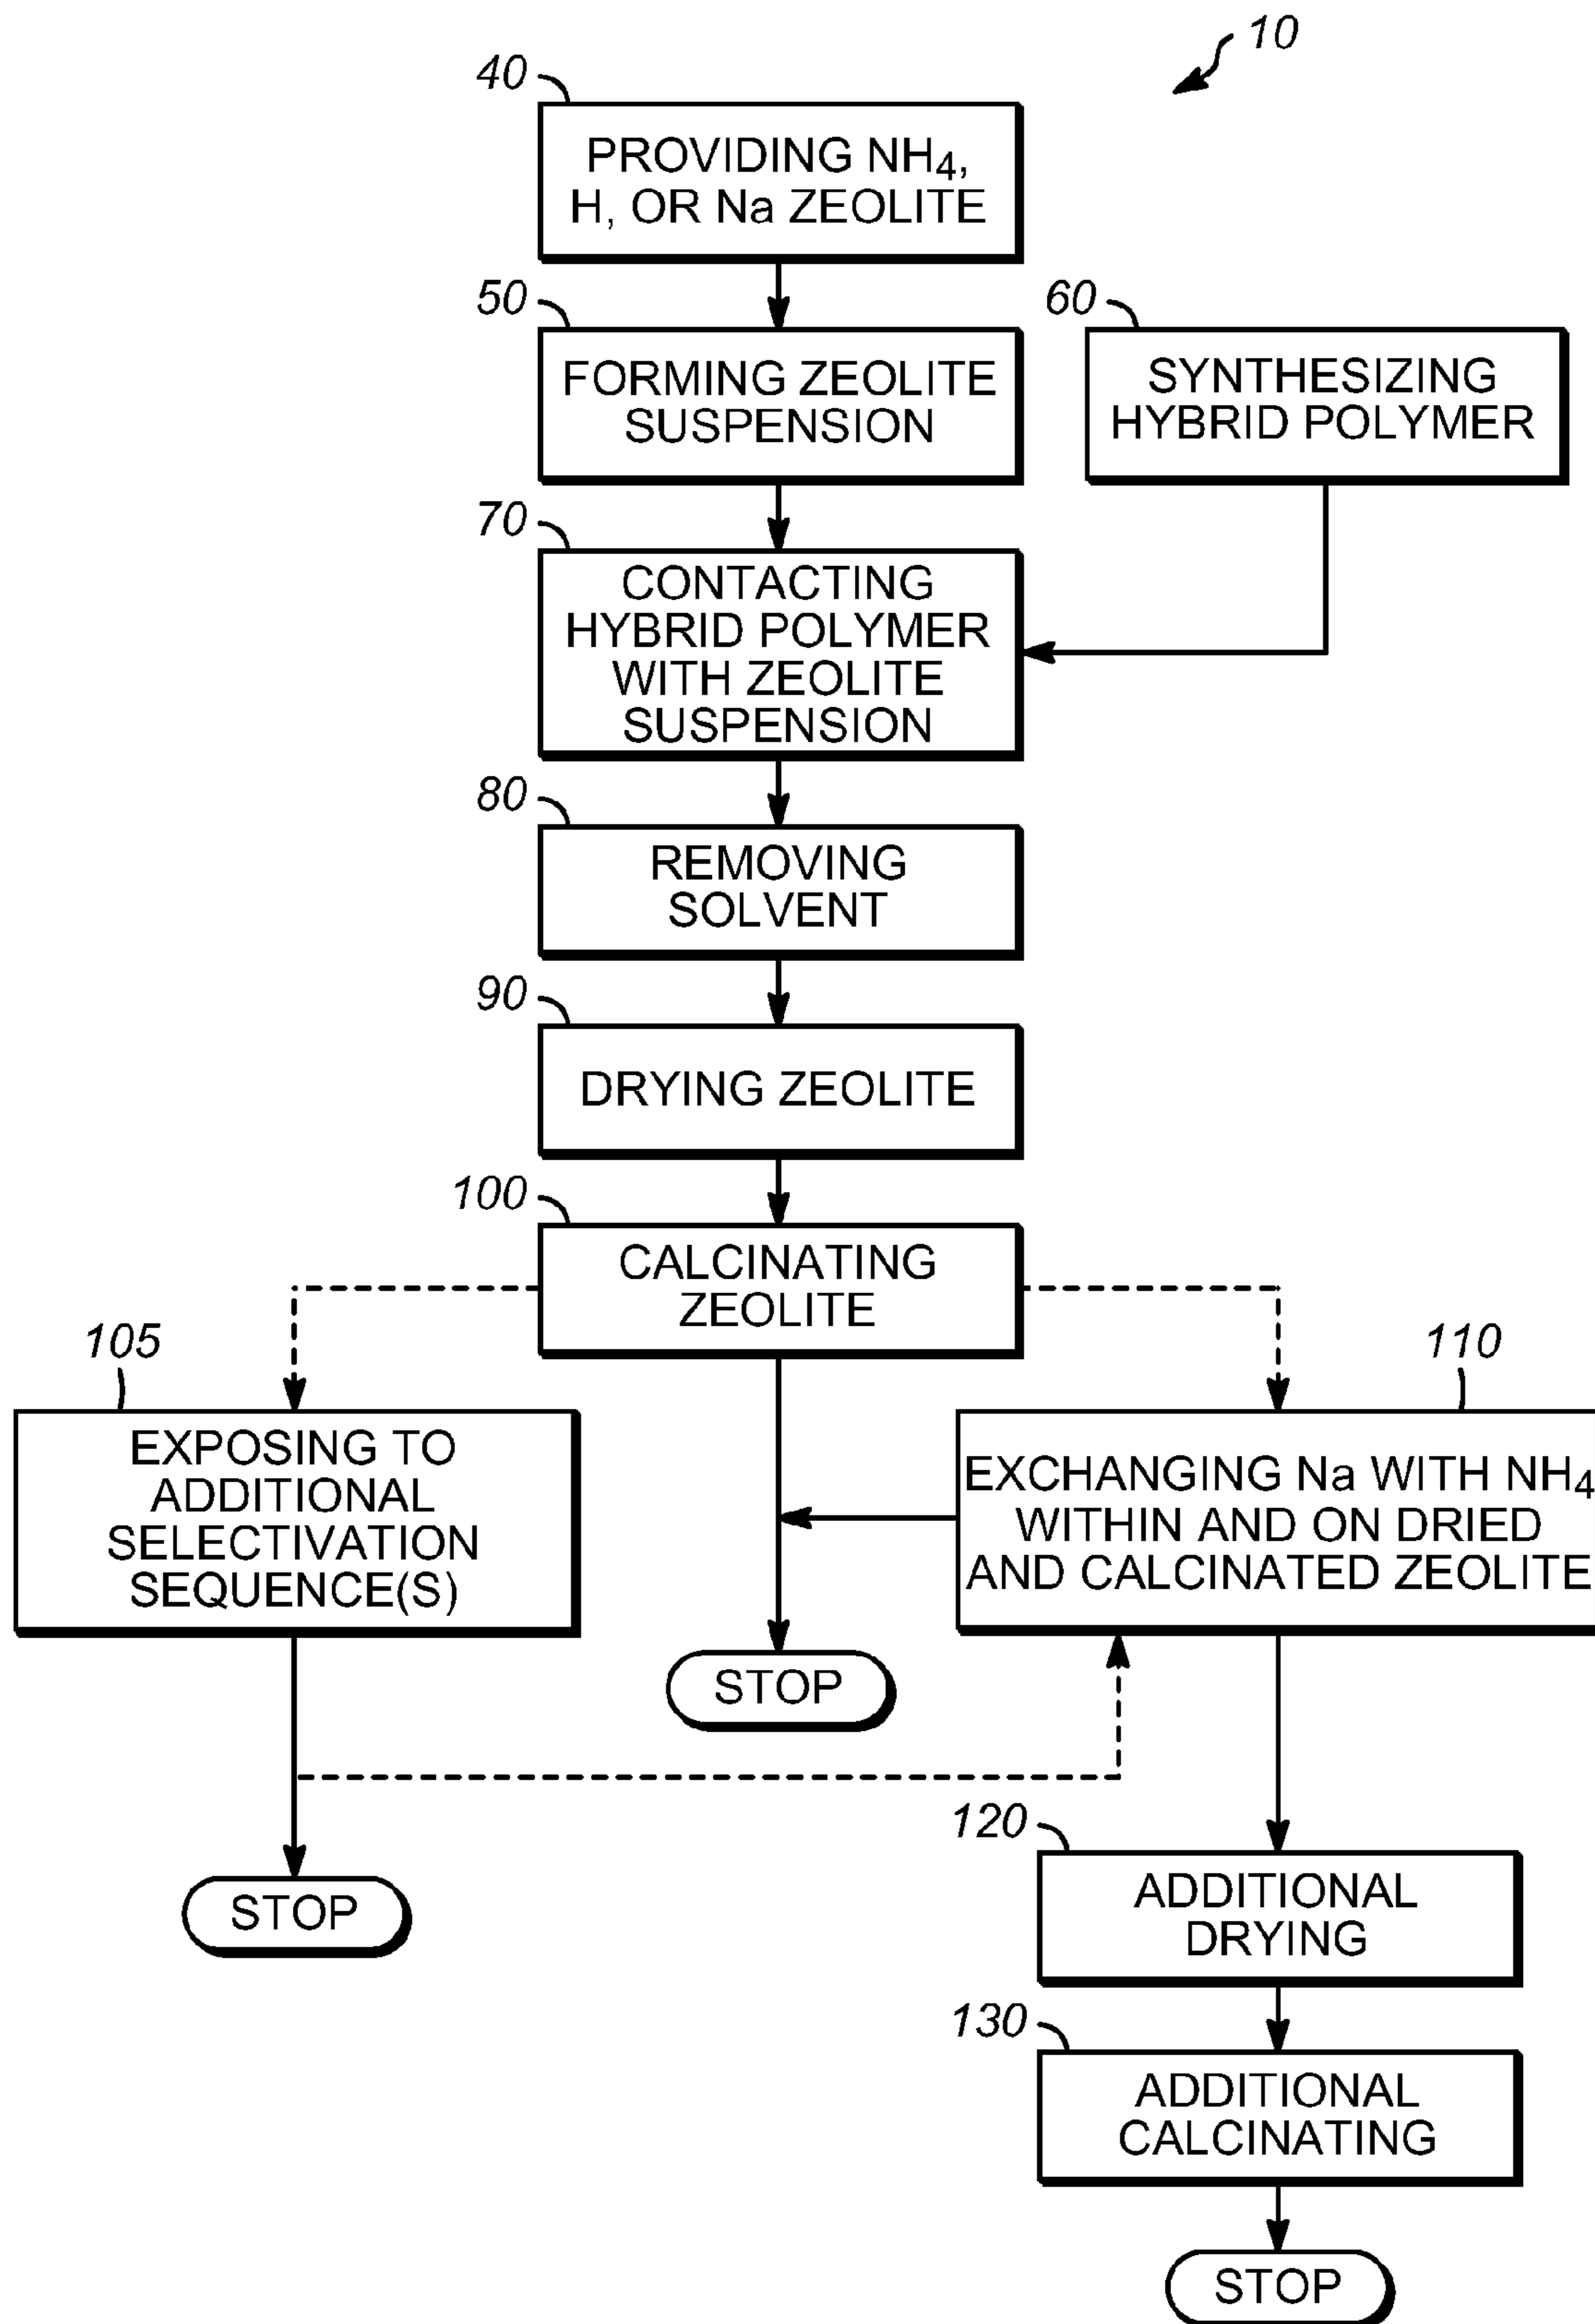 10
40
PROVIDING NH4,
H, OR Na ZEOLITE
50
FORMING ZEOLITE
SUSPENSION
60
SYNTHESIZING
HYBRID POLYMER
70
CONTACTING
HYBRID POLYMER
WITH ZEOLITE
SUSPENSION
80
REMOVING
SOLVENT
90
DRYING ZEOLITE
100
CALCINATING
ZEOLITE
105
EXPOSING TO
ADDITIONAL
SELECTIVATION
SEQUENCE(S)
110
EXCHANGING Na WITH NH4
WITHIN AND ON DRIED
AND CALCINATED ZEOLITE
STOP
STOP
120
ADDITIONAL
DRYING
130
ADDITIONAL
CALCINATING
STOP